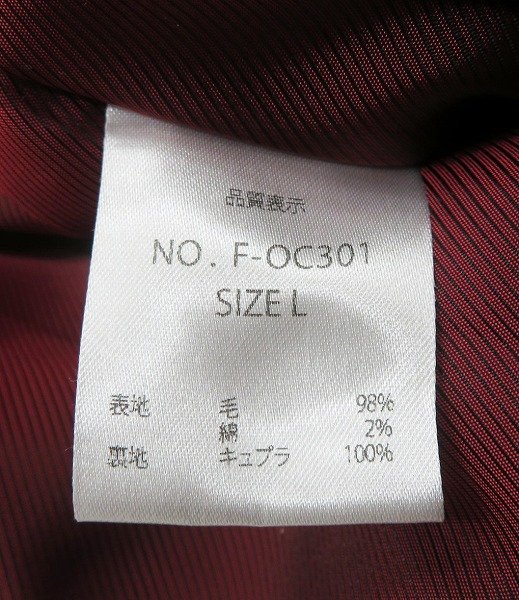 品質表示
NO. F-OC301
SIZE L
表地 毛 98%
綿 2%
裏地 キュプラ 100%